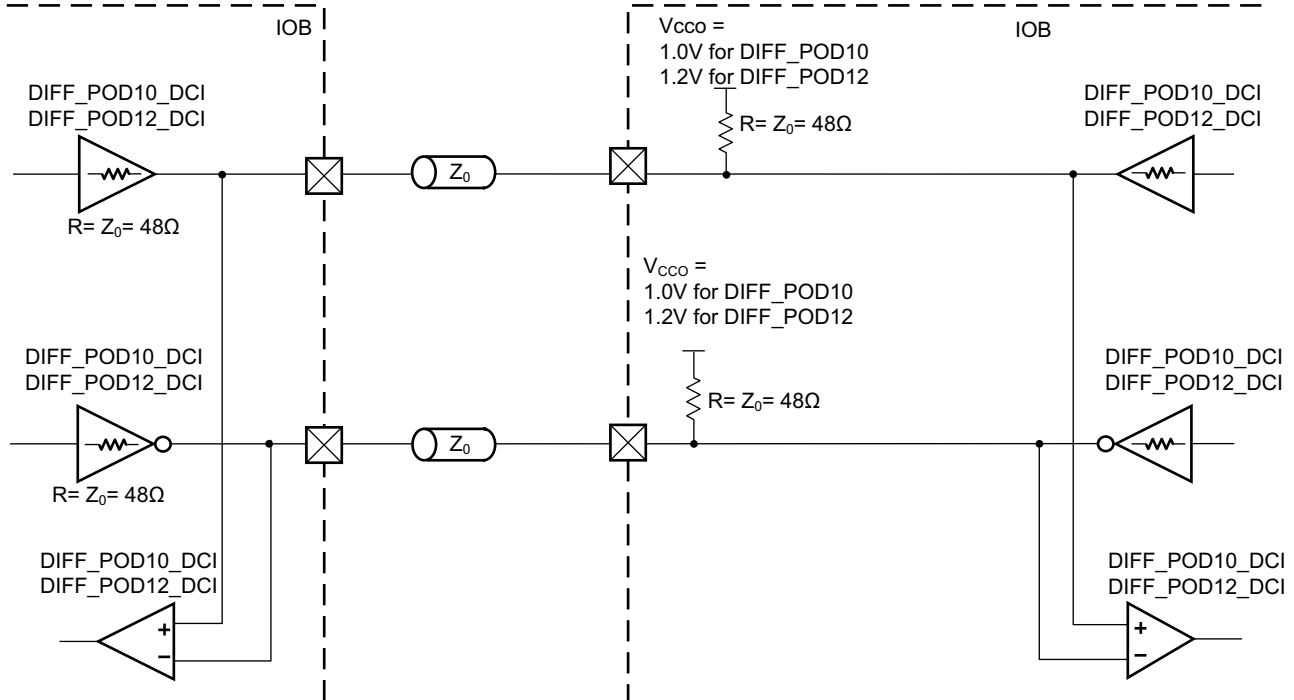 IOB
Vcco =
1.0V for DIFF_POD10
1.2V for DIFF_POD12
IOB
DIFF_POD10_DCI
DIFF_POD12_DCI
R= Z0= 48Ω
Z0
R= Z0= 48Ω
DIFF_POD10_DCI
DIFF_POD12_DCI
VCCO =
1.0V for DIFF_POD10
1.2V for DIFF_POD12
DIFF_POD10_DCI
DIFF_POD12_DCI
R= Z0= 48Ω
Z0
R= Z0= 48Ω
DIFF_POD10_DCI
DIFF_POD12_DCI
DIFF_POD10_DCI
DIFF_POD12_DCI
+
−
DIFF_POD10_DCI
DIFF_POD12_DCI
+
−